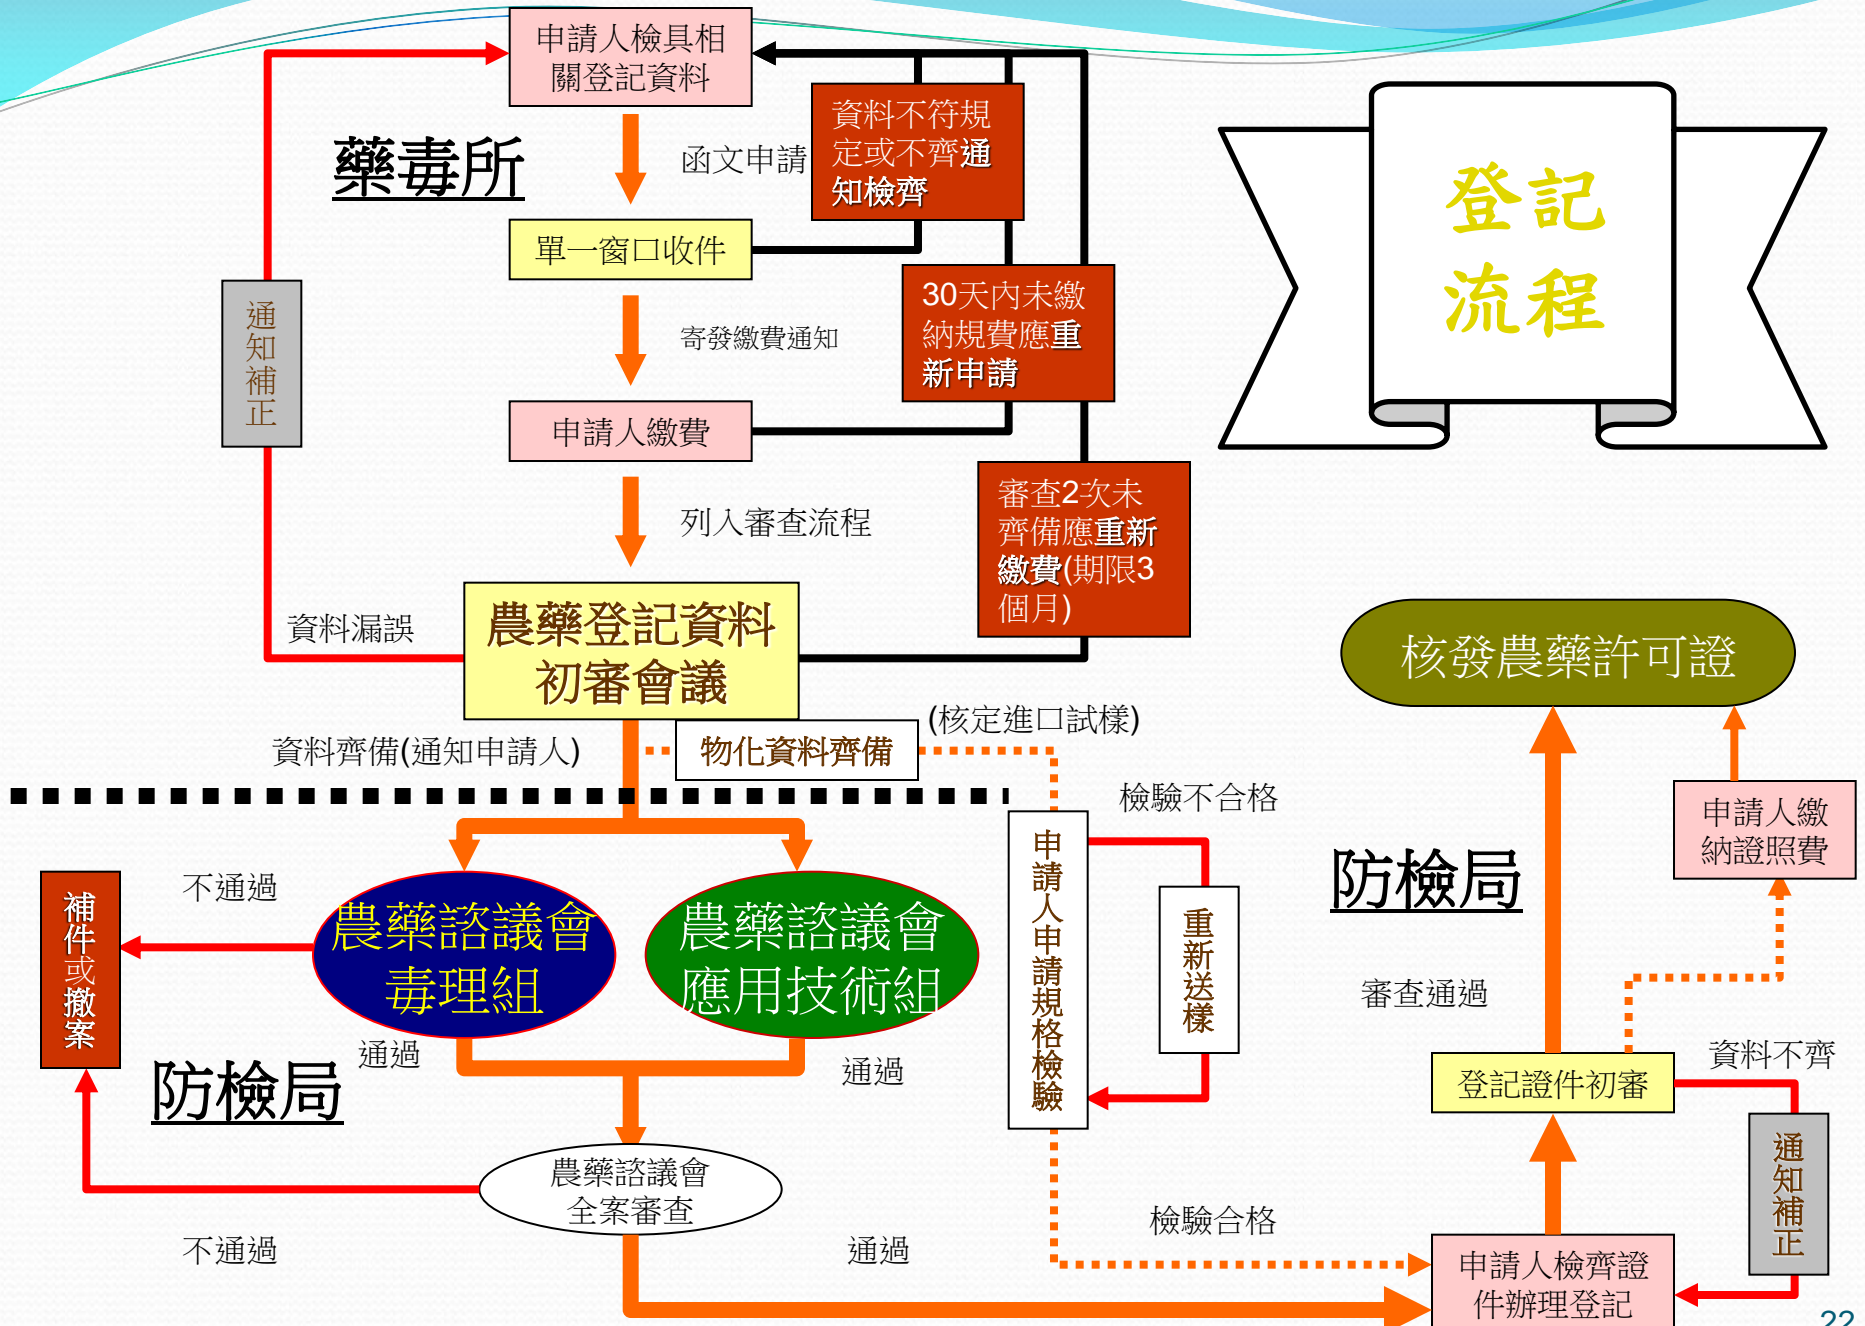 申請人檢具相
關登記資料
藥毒所
函文申請
資料不符規
定或不齊通
知檢齊
登記
流程
單一窗口收件
30天內未繳
納規費應重
新申請
寄發繳費通知
通知補正
申請人繳費
審查2次未
齊備應重新
繳費(期限3
個月)
列入審查流程
資料漏誤
農藥登記資料
初審會議
核發農藥許可證
(核定進口試樣)
資料齊備(通知申請人)
物化資料齊備
檢驗不合格
申請人繳
納證照費
防檢局
不通過
補件或撤案
農藥諮議會
毒理組
農藥諮議會
應用技術組
申請人申請規格檢驗
重新送樣
審查通過
通過
通過
防檢局
登記證件初審
資料不齊
通知補正
農藥諮議會
全案審查
檢驗合格
不通過
通過
申請人檢齊證
件辦理登記
22